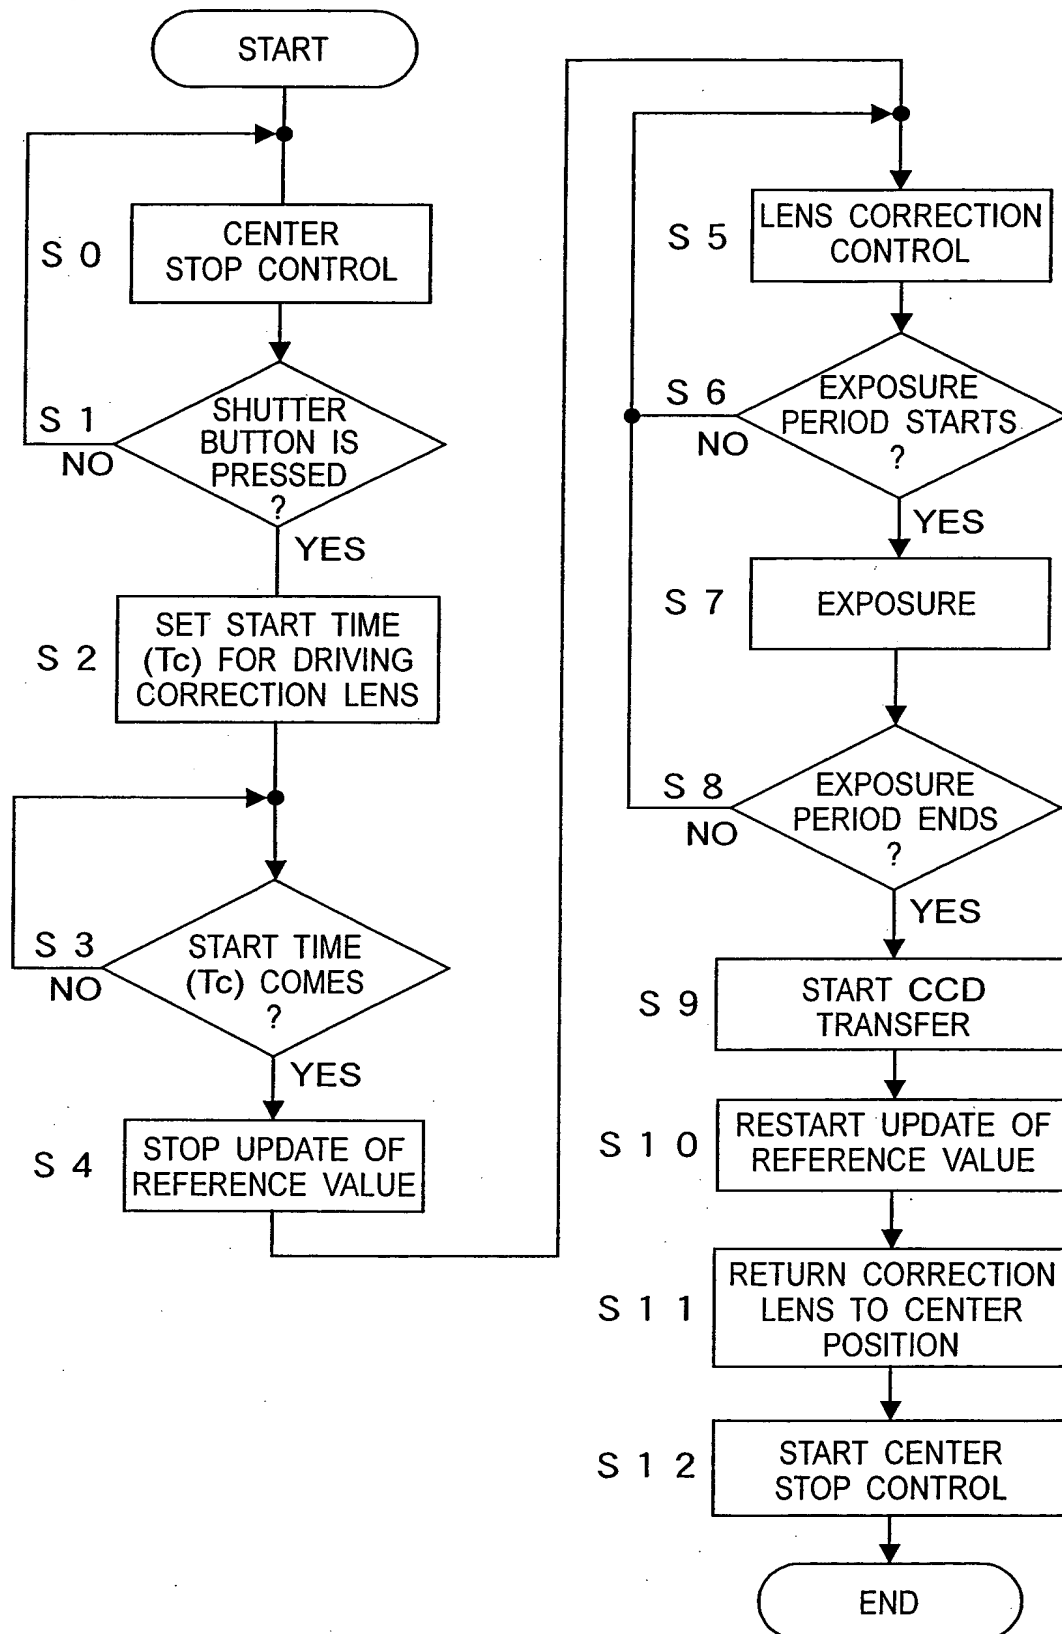 START
S 0
CENTER
STOP CONTROL
S 1
SHUTTER
BUTTON IS
PRESSED
?
NO
YES
S 2
SET START TIME
(Tc) FOR DRIVING
CORRECTION LENS
S 3
START TIME
(Tc) COMES
?
NO
YES
S 4
STOP UPDATE OF
REFERENCE VALUE
S 5
LENS CORRECTION
CONTROL
S 6
EXPOSURE
PERIOD STARTS
?
NO
YES
S 7
EXPOSURE
S 8
EXPOSURE
PERIOD ENDS
?
NO
YES
S 9
START CCD
TRANSFER
S 1 0
RESTART UPDATE OF
REFERENCE VALUE
S 1 1
RETURN CORRECTION
LENS TO CENTER
POSITION
S 1 2
START CENTER
STOP CONTROL
END